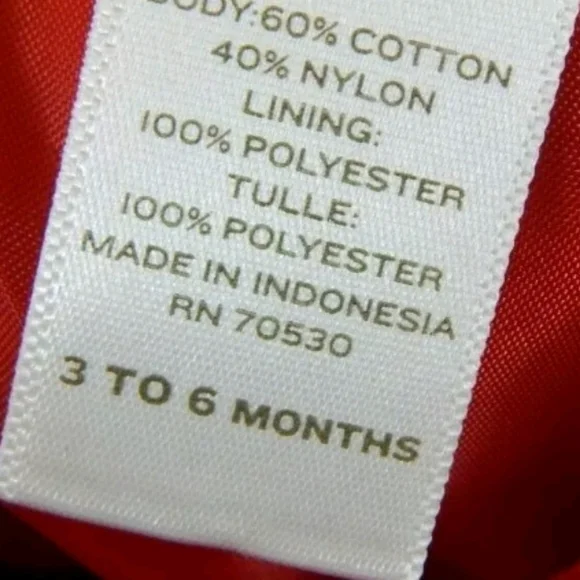 BODY:60% COTTON
40% NYLON
LINING:
100% POLYESTER
TULLE:
100% POLYESTER
MADE IN INDONESIA
RN 70530
3 TO 6 MONTHS